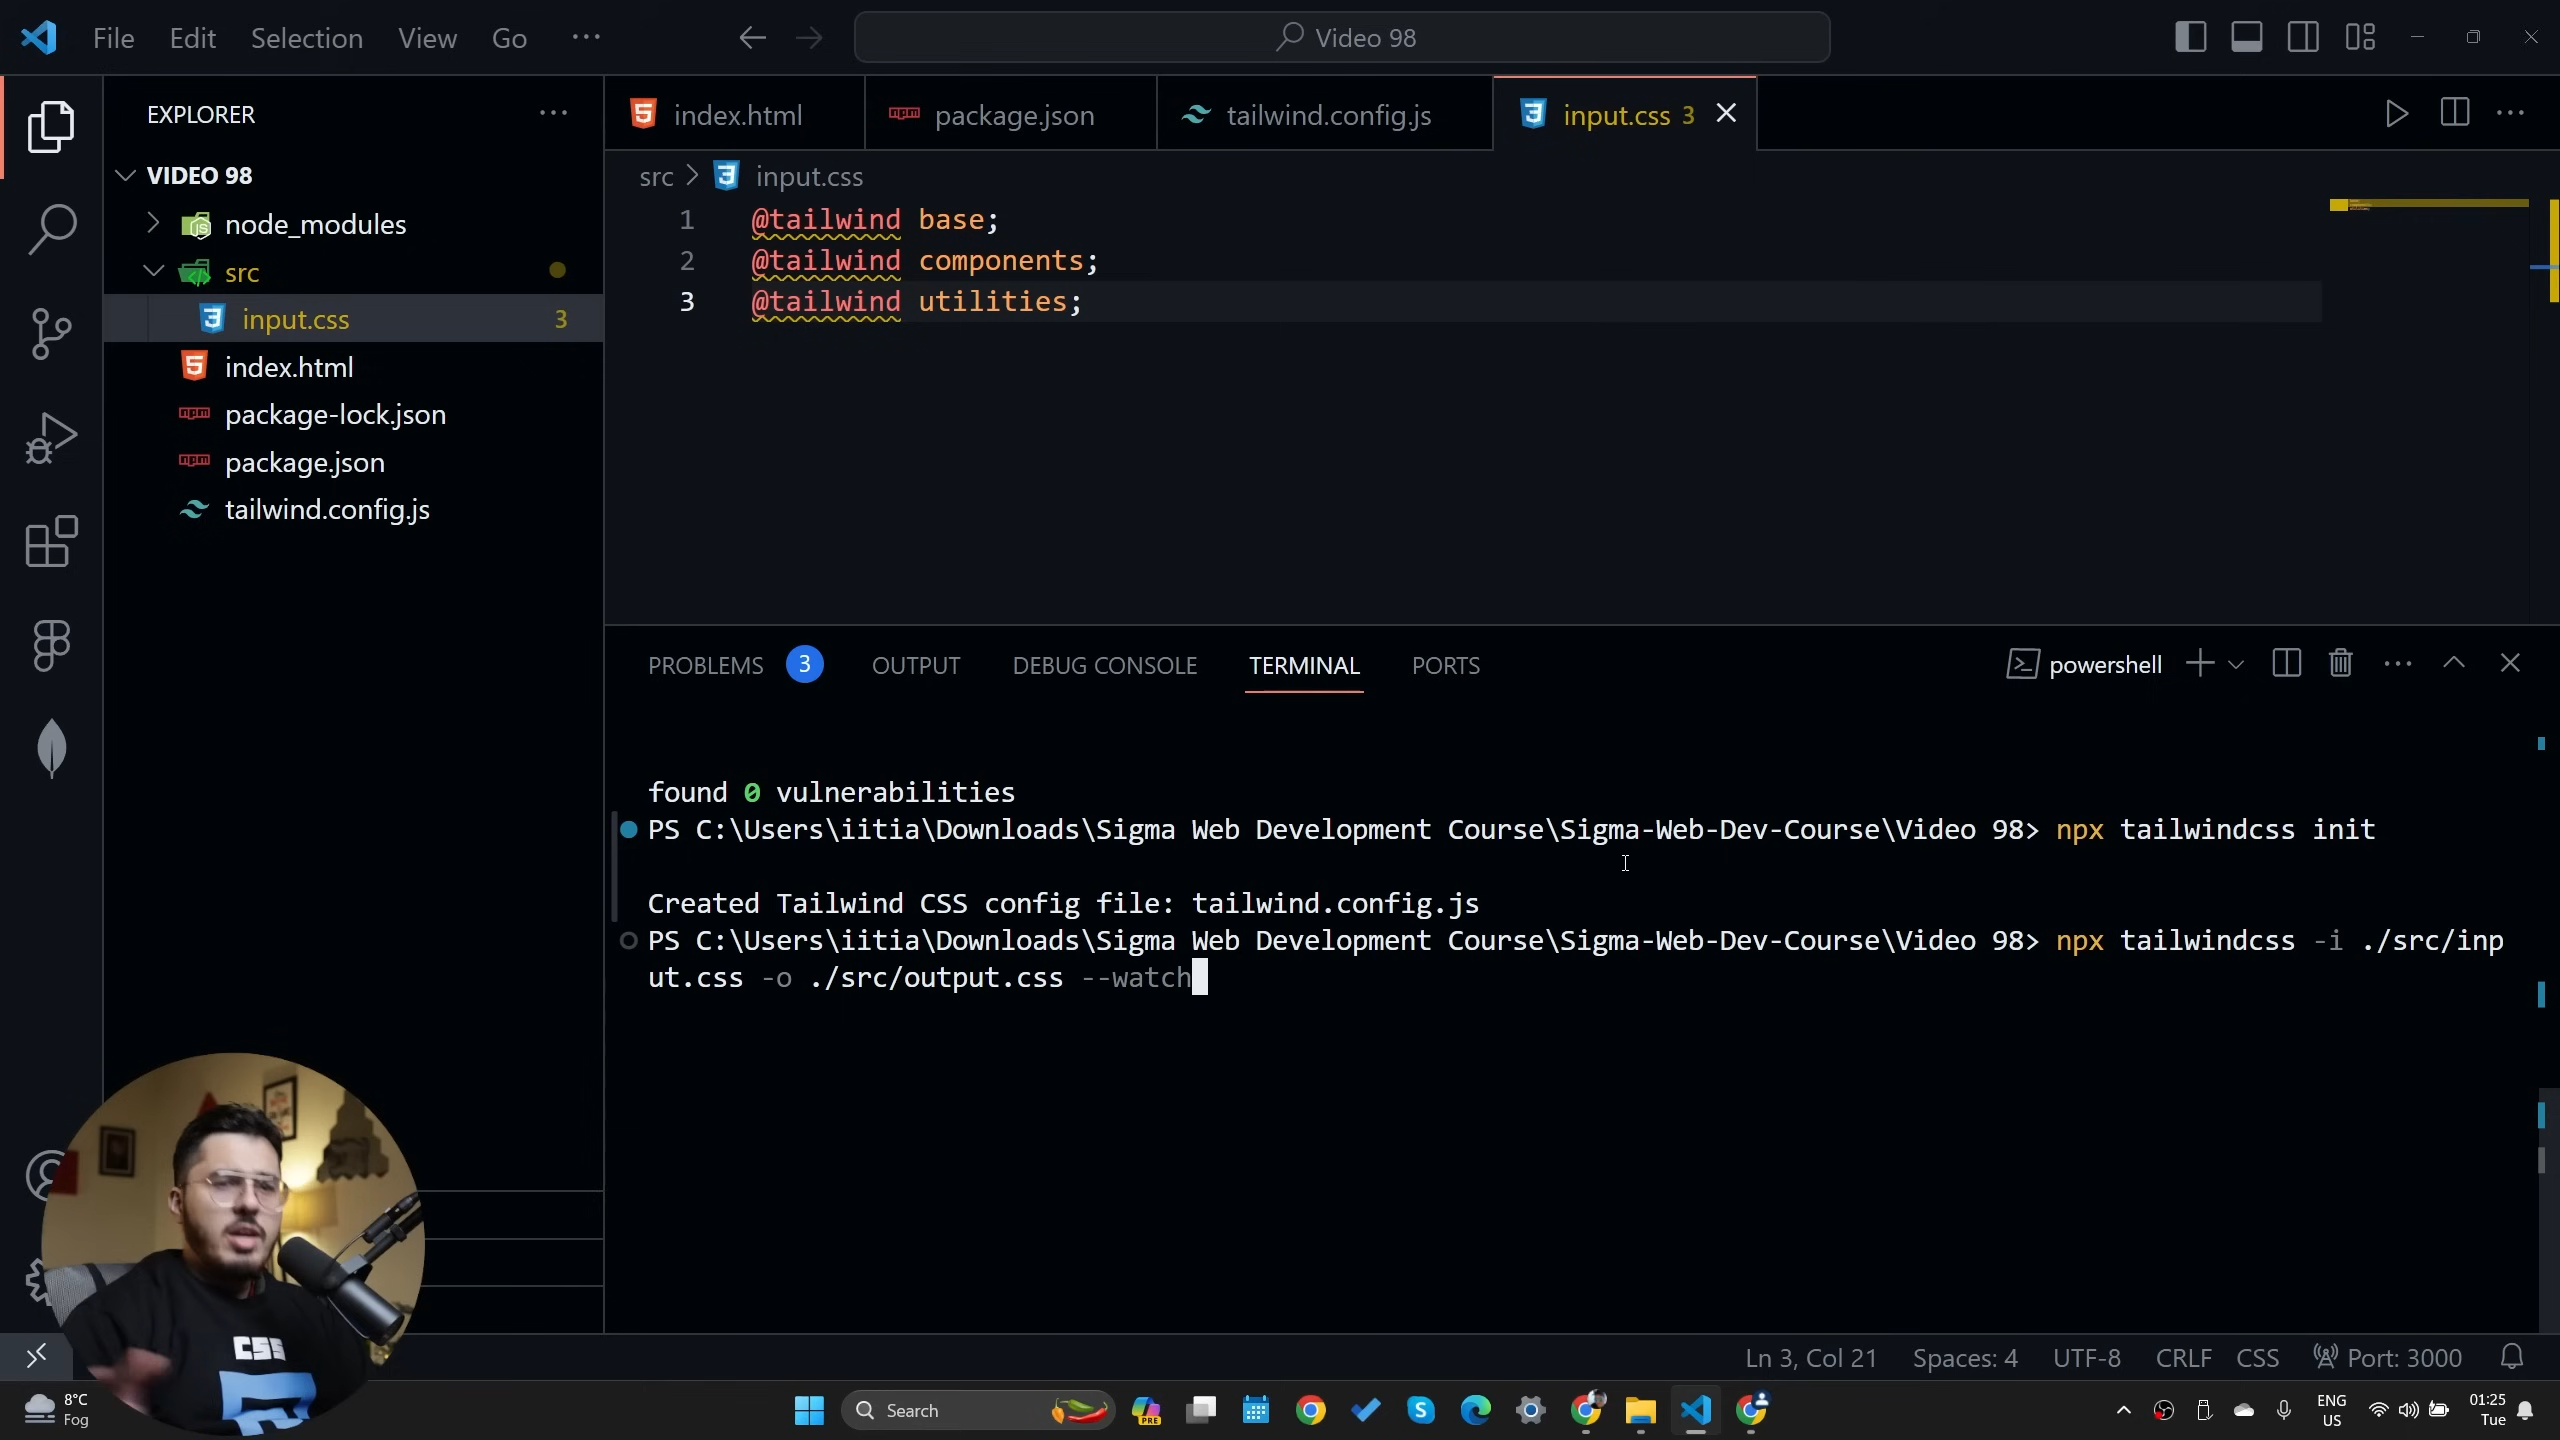 File Edit Selection View Go ··· Video 98
EXPLORER
VIDEO 98
node_modules
src
input.css 3
index.html
package-lock.json
package.json
tailwind.config.js
index.html package.json tailwind.config.js input.css 3
src > input.css
1 @tailwind base;
2 @tailwind components;
3 @tailwind utilities;
PROBLEMS 3 OUTPUT DEBUG CONSOLE TERMINAL PORTS powershell
found 0 vulnerabilities
PS C:\Users\iitia\Downloads\Sigma Web Development Course\Sigma-Web-Dev-Course\Video 98> npx tailwindcss init
Created Tailwind CSS config file: tailwind.config.js
PS C:\Users\iitia\Downloads\Sigma Web Development Course\Sigma-Web-Dev-Course\Video 98> npx tailwindcss -i ./src/inp
ut.css -o ./src/output.css --watch
CSS
Ln 3, Col 21 Spaces: 4 UTF-8 CRLF CSS Port: 3000
8°C
Fog
Search
PRE
ENG
US
01:25
Tue